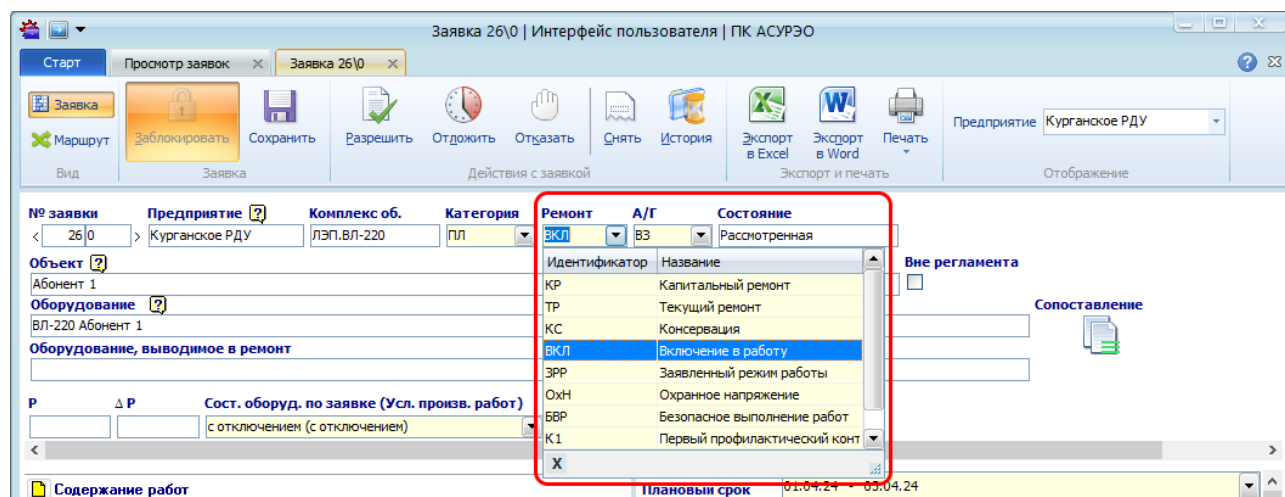 Заявка 26\0 | Интерфейс пользователя | ПК АСУРЭО
Старт Просмотр заявок Заявка 26\0
Заявка Заблокировать Сохранить Разрешить Отложить Отказать Снять История Экспорт в Excel Экспорт в Word Печать Предприятие Курганское РДУ
Маршрут
Вид Заявка Действия с заявкой Экспорт и печать Отображение
№ заявки Предприятие ? Комплекс об. Категория Ремонт А/Г Состояние
< 26 0 > Курганское РДУ ЛЭП.ВЛ-220 ПЛ ВКЛ ВЗ Рассмотренная
Объект ? Идентификатор Название Вне регламента
Абонент 1 КР Капитальный ремонт
Оборудование ? ТР Текущий ремонт Сопоставление
ВЛ-220 Абонент 1 КС Консервация
Оборудование, выводимое в ремонт ВКЛ Включение в работу
ЗРР Заявленный режим работы
ОхН Охранное напряжение
Р Δ Р Сост. оборуд. по заявке (Усл. произв. работ) БВР Безопасное выполнение работ
с отключением (с отключением) К1 Первый профилактический конт
X
Содержание работ Плановый срок 01.04.24 - 05.04.24